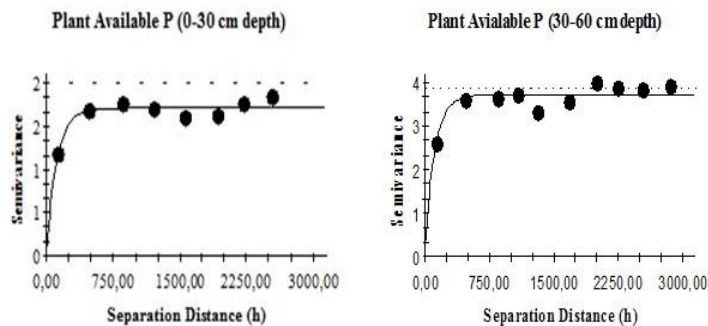 Plant Available P (0-30 cm depth)
2
2
1
1
0
Semivariance
0,00 750,00 1500,00 2250,00 3000,00
Separation Distance (h)
Plant Avialable P (30-60 cm depth)
4
3
2
1
0
Semivariance
0,00 750,00 1500,00 2250,00 3000,00
Separation Distance (h)